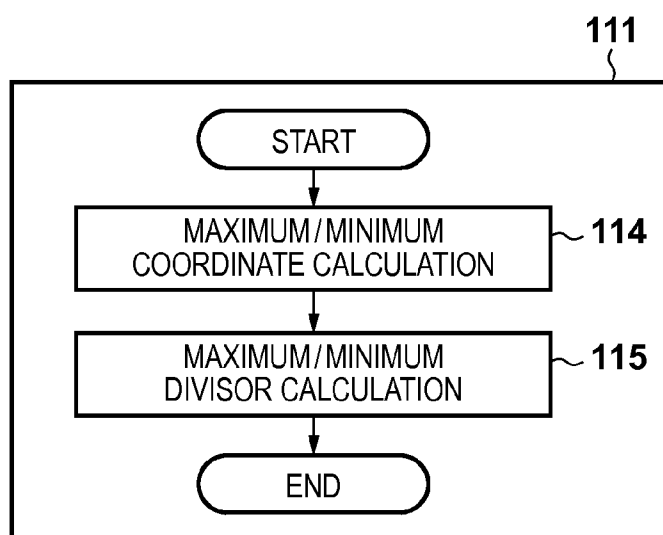 111
START
MAXIMUM/MINIMUM
COORDINATE CALCULATION
114
MAXIMUM/MINIMUM
DIVISOR CALCULATION
115
END